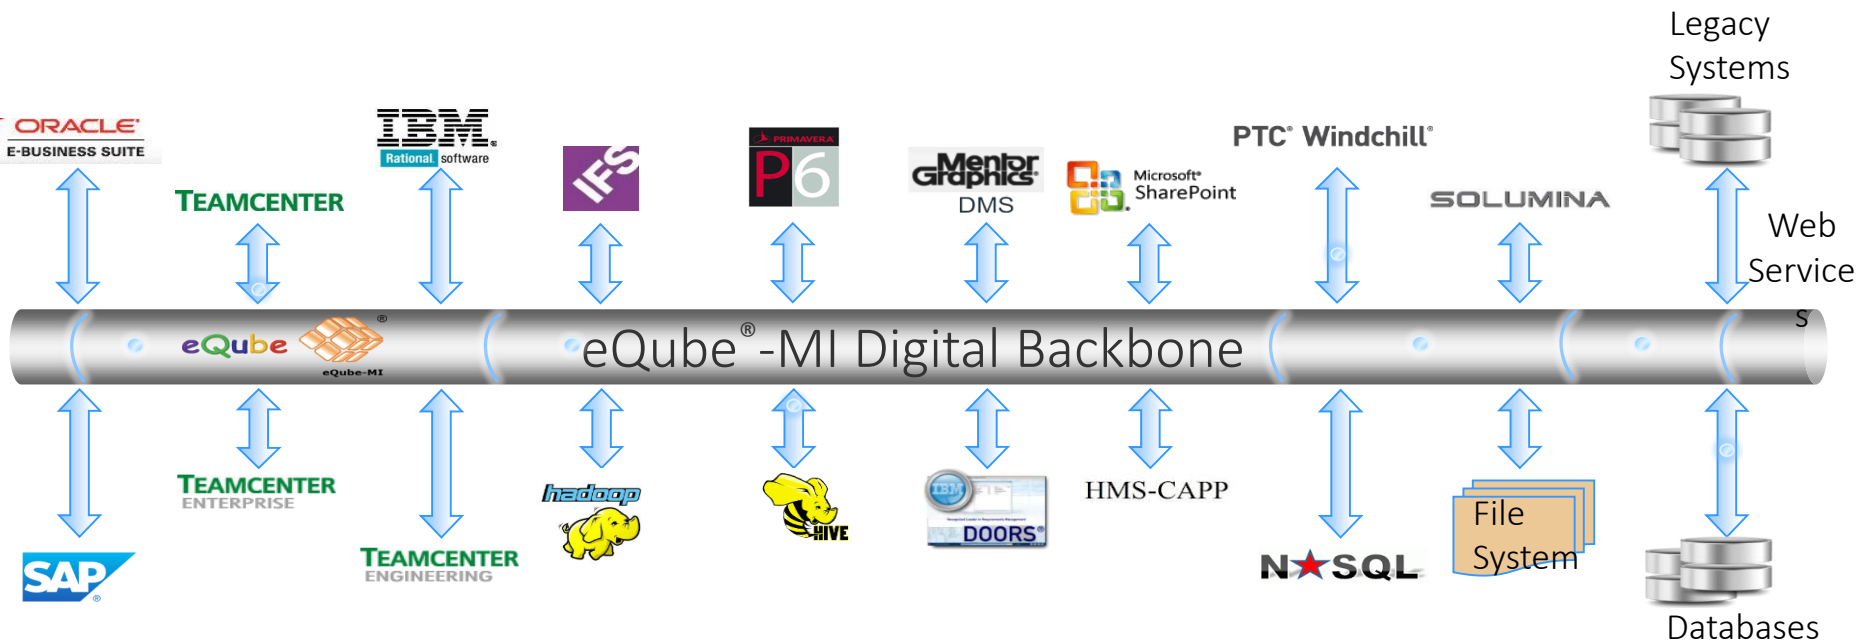 Legacy
Systems
ORACLE®
E-BUSINESS SUITE
IBM®
Rational software
TEAMCENTER
IFS
PRIMAVERA
P6
Mentor
Graphics®
DMS
Microsoft®
SharePoint
PTC® Windchill®
SOLUMINA
Web
Service
s
eQube
®
eQube-MI
eQube®-MI Digital Backbone
TEAMCENTER
ENTERPRISE
SAP®
TEAMCENTER
ENGINEERING
hadoop
HIVE
IBM
DOORS®
HMS-CAPP
NSQL
File
System
Databases